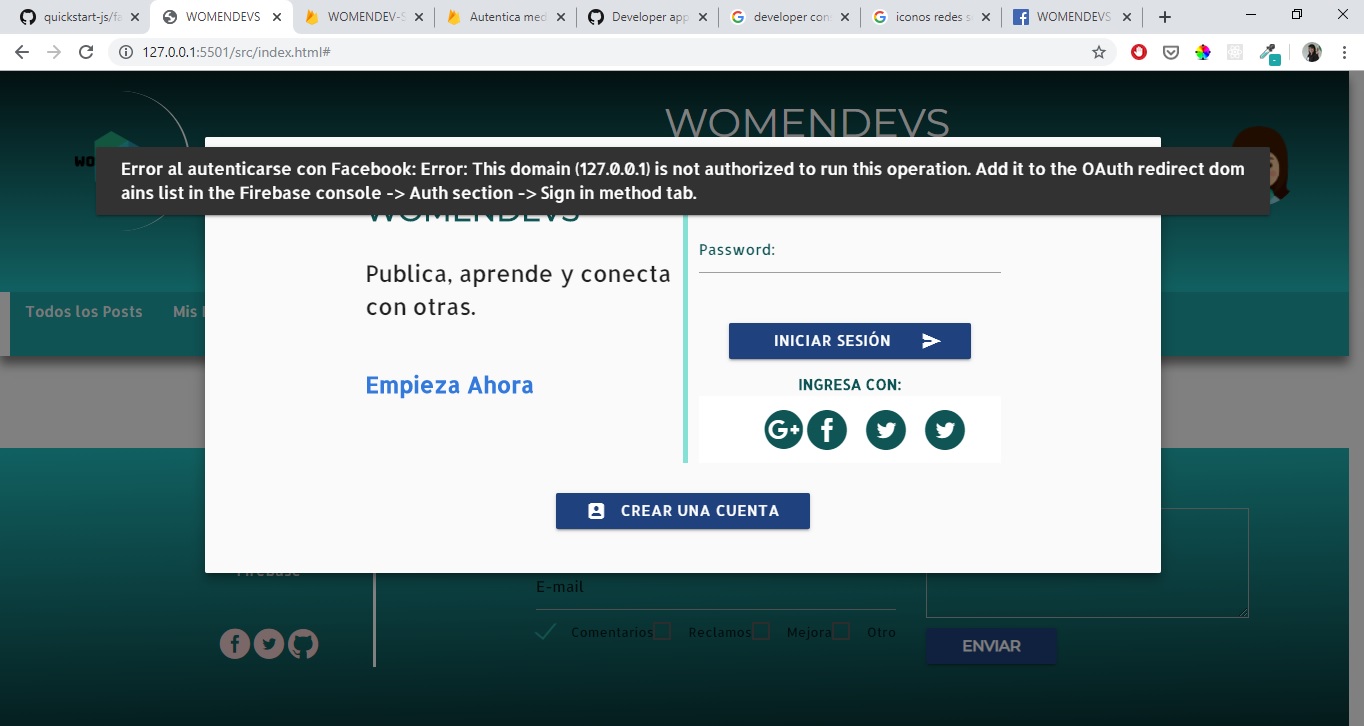 quickstart-js/fa
WOMENDEVS
WOMENDEV-S
Autentica med
Developer app
developer con
iconos redes s
WOMENDEVS
127.0.0.1:5501/src/index.html#
WOMENDEVS
Error al autenticarse con Facebook: Error: This domain (127.0.0.1) is not authorized to run this operation. Add it to the OAuth redirect dom
ains list in the Firebase console -> Auth section -> Sign in method tab.
WOMENDEVS
Password:
Publica, aprende y conecta
con otras.
Todos los Posts
Mis
INICIAR SESIÓN
Empieza Ahora
INGRESA CON:
G+
CREAR UNA CUENTA
Firebase
E-mail
Comentarios
Reclamos
Mejora
Otro
ENVIAR